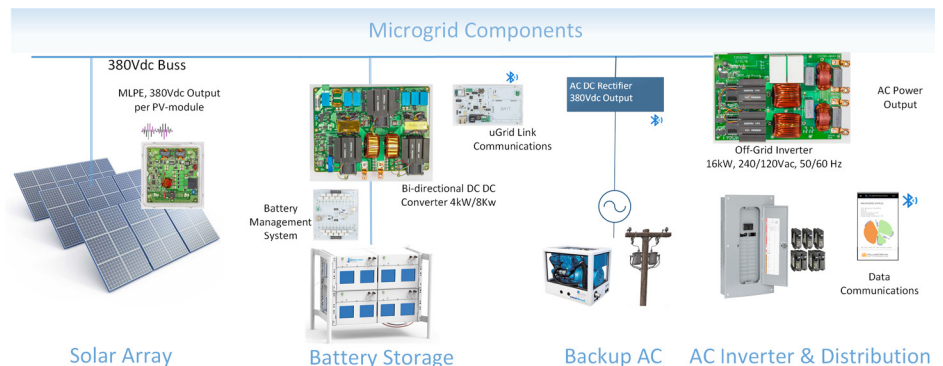 Microgrid Components
380Vdc Buss
MLPE, 380Vdc Output
per PV-module
uGrid Link
Communications
Bi-directional DC DC
Converter 4kW/8Kw
Battery
Management
System
AC DC Rectifier
380Vdc Output
AC Power
Output
Off-Grid Inverter
16kW, 240/120Vac, 50/60 Hz
Data
Communications
Solar Array
Battery Storage
Backup AC
AC Inverter & Distribution